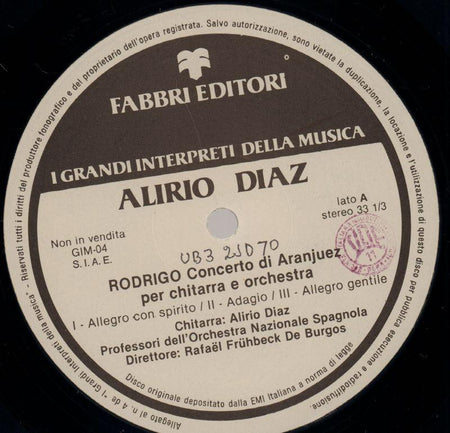 Riservati tutti i diritti del produttore fonografico e del proprietario dell'opera registrata. Salvo autorizzazione, sono vietate la duplicazione, la locazione e l'utilizzazione di questo disco per pubblica esecuzione e radiodiffusione.
FABBRI EDITORI
I GRANDI INTERPRETI DELLA MUSICA
ALIRIO DIAZ
lato A
stereo 33 1/3
Non in vendita
GIM-04
S.I.A.E.
RODRIGO Concerto di Aranjuez
per chitarra e orchestra
I - Allegro con spirito / II - Adagio / III - Allegro gentile
Chitarra: Alirio Diaz
Professori dell'Orchestra Nazionale Spagnola
Direttore: Rafaël Frühbeck De Burgos
Disco originale depositato dalla EMI Italiana a norma di legge
Allegato al n. 4 de "I Grandi Interpreti della musica" -